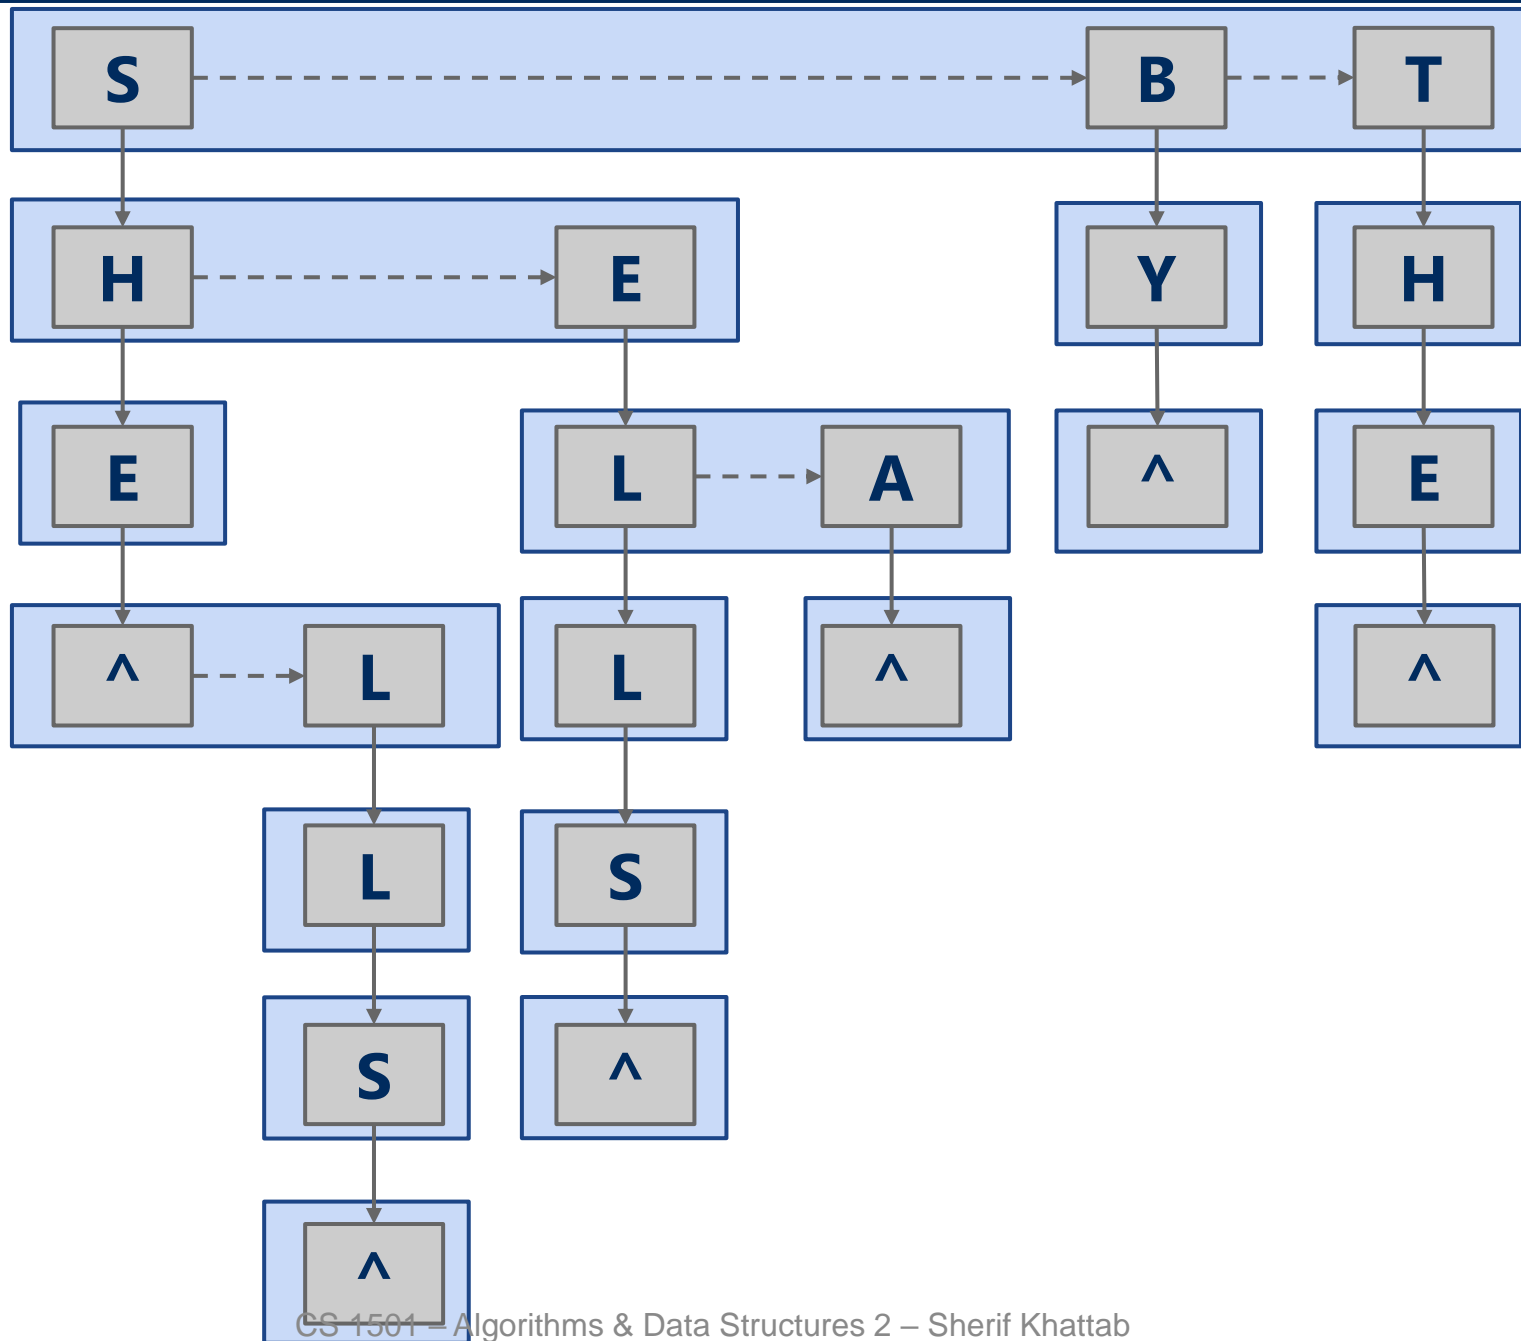 S B T
H E Y H
E L A ^ E
^ L L ^ ^
L S
S ^
^
CS 1501 – Algorithms & Data Structures 2 – Sherif Khattab